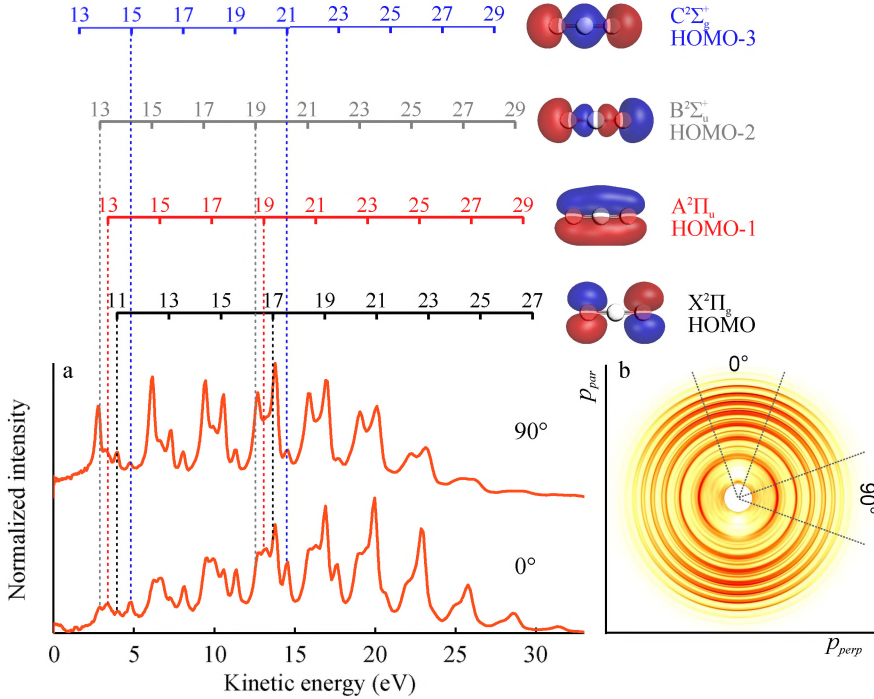 13 15 17 19 21 23 25 27 29
C²Σg⁺
HOMO-3
13 15 17 19 21 23 25 27 29
B²Σu⁺
HOMO-2
13 15 17 19 21 23 25 27 29
A²Πu
HOMO-1
11 13 15 17 19 21 23 25 27
X²Πg
HOMO
a
90°
0°
Normalized intensity
0 5 10 15 20 25 30
Kinetic energy (eV)
b
0°
90°
Ppar
Pperp